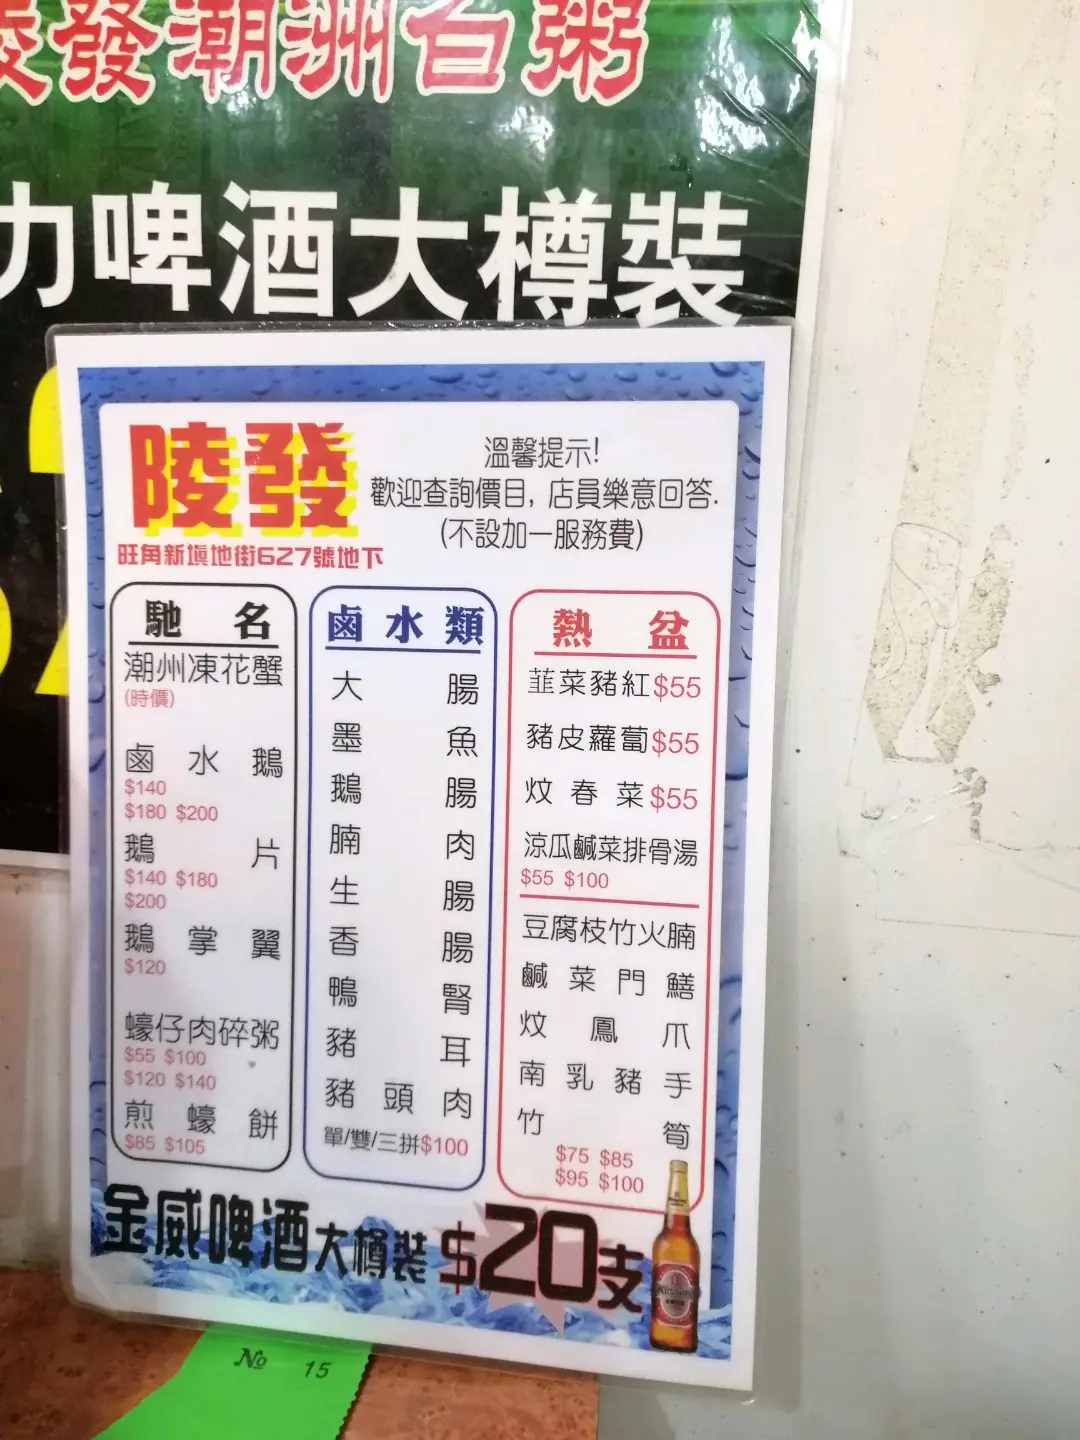 發潮州白粥
力啤酒大樽裝
陵發
旺角新填地街627號地下
溫馨提示!
歡迎查詢價目, 店員樂意回答.
(不設加一服務費)
馳名
潮州凍花蟹
(時價)
鹵水鵝
$140
$180 $200
鵝片
$140 $180
$200
鵝掌翼
$120
蠔仔肉碎粥
$55 $100
$120 $140
煎蠔餅
$85 $105
鹵水類
大腸
墨魚
鵝腸
腩肉
生腸
香腸
鴨腎
豬耳
豬頭肉
單/雙/三拼$100
熱盆
韮菜豬紅$55
豬皮蘿蔔$55
炆春菜$55
涼瓜鹹菜排骨湯
$55 $100
豆腐枝竹火腩
鹹菜門鱔
炆鳳爪
南乳豬手
竹筍
$75 $85
$95 $100
金威啤酒大樽裝 $20支
№ 15